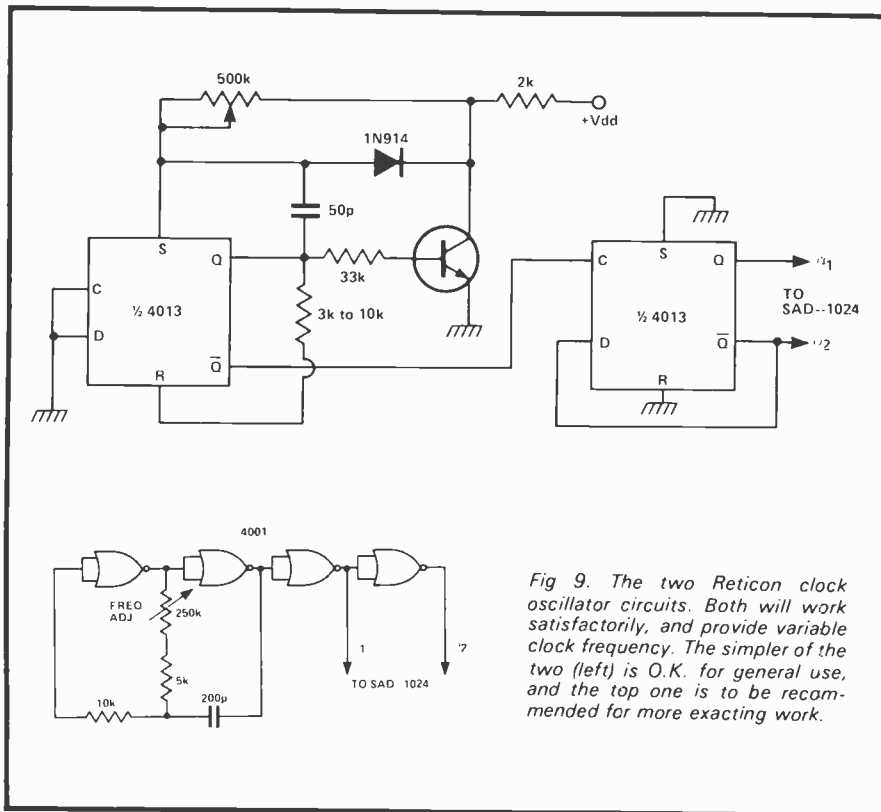 500k
2k
+Vdd
1N914
50p
S
Q
33k
C
½ 4013
D
3k to 10k
Q̅
R
S
C
Q
ø1
½ 4013
TO
SAD--1024
D
Q̅
R
4001
FREQ
ADJ
250k
5k
10k
200p
1
TO SAD 1024
Fig 9. The two Reticon clock
oscillator circuits. Both will work
satisfactorily, and provide variable
clock frequency. The simpler of the
two (left) is O.K. for general use,
and the top one is to be recom-
mended for more exacting work.